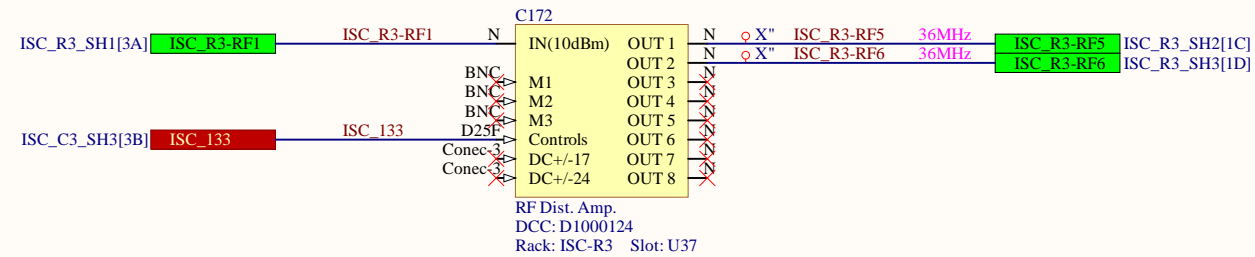 C172
ISC_R3_SH1[3A] ISC_R3-RF1 ISC_R3-RF1 N IN(10dBm) OUT 1 N X" ISC_R3-RF5 36MHz ISC_R3-RF5 ISC_R3_SH2[1C]
OUT 2 N X" ISC_R3-RF6 36MHz ISC_R3-RF6 ISC_R3_SH3[1D]
BNC M1 OUT 3 N
BNC M2 OUT 4 N
BNC M3 OUT 5 N
ISC_C3_SH3[3B] ISC_133 ISC_133 D25F Controls OUT 6 N
Conec-3 DC+/-17 OUT 7 N
Conec-3 DC+/-24 OUT 8 N
RF Dist. Amp.
DCC: D1000124
Rack: ISC-R3 Slot: U37